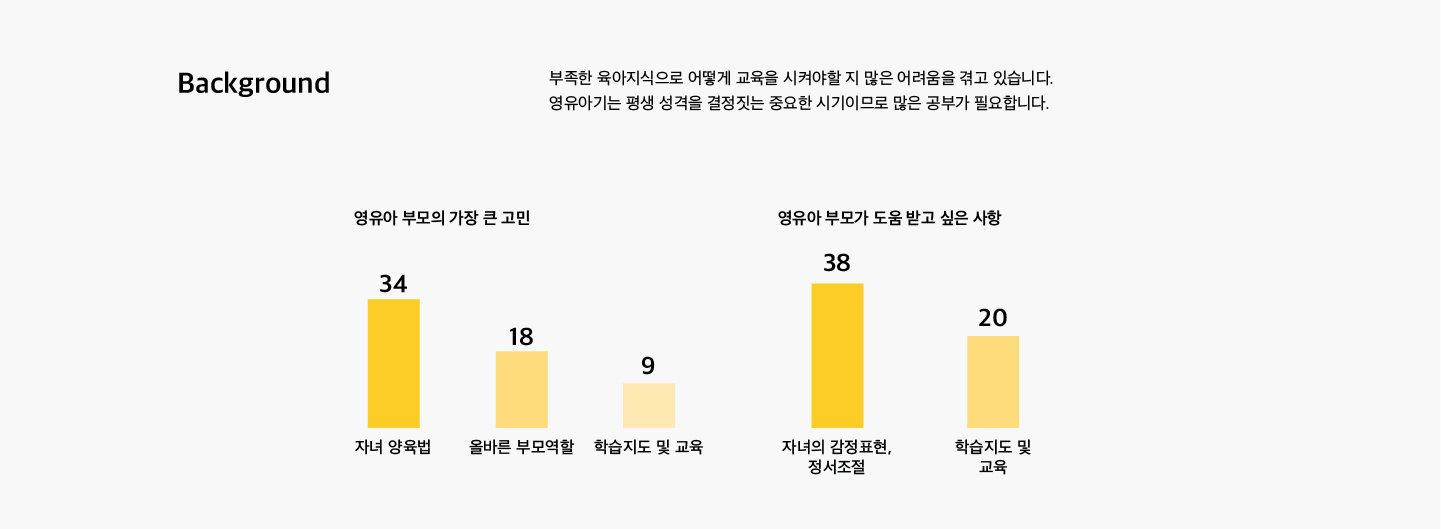 Background
부족한 육아지식으로 어떻게 교육을 시켜야할 지 많은 어려움을 겪고 있습니다.
영유아기는 평생 성격을 결정짓는 중요한 시기이므로 많은 공부가 필요합니다.
영유아 부모의 가장 큰 고민
34
18
9
자녀 양육법
올바른 부모역할
학습지도 및 교육
영유아 부모가 도움 받고 싶은 사항
38
20
자녀의 감정표현,
정서조절
학습지도 및
교육